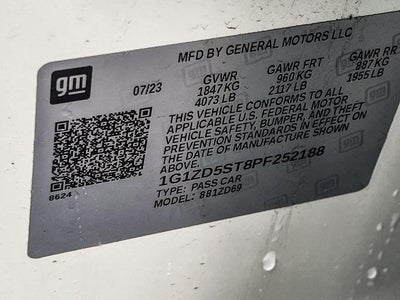 gm
MFD BY GENERAL MOTORS LLC
07/23
GVWR GAWR FRT GAWR RR
1847 KG 960 KG 887 KG
4073 LB 2117 LB 1955 LB
THIS VEHICLE CONFORMS TO ALL
APPLICABLE U.S. FEDERAL MOTOR
VEHICLE SAFETY, BUMPER, AND THEFT
PREVENTION STANDARDS IN EFFECT ON
THE DATE OF MANUFACTURE SHOWN
ABOVE
1G1ZD5ST8PF252188
TYPE: PASS CAR
MODEL: 881ZD69
8624